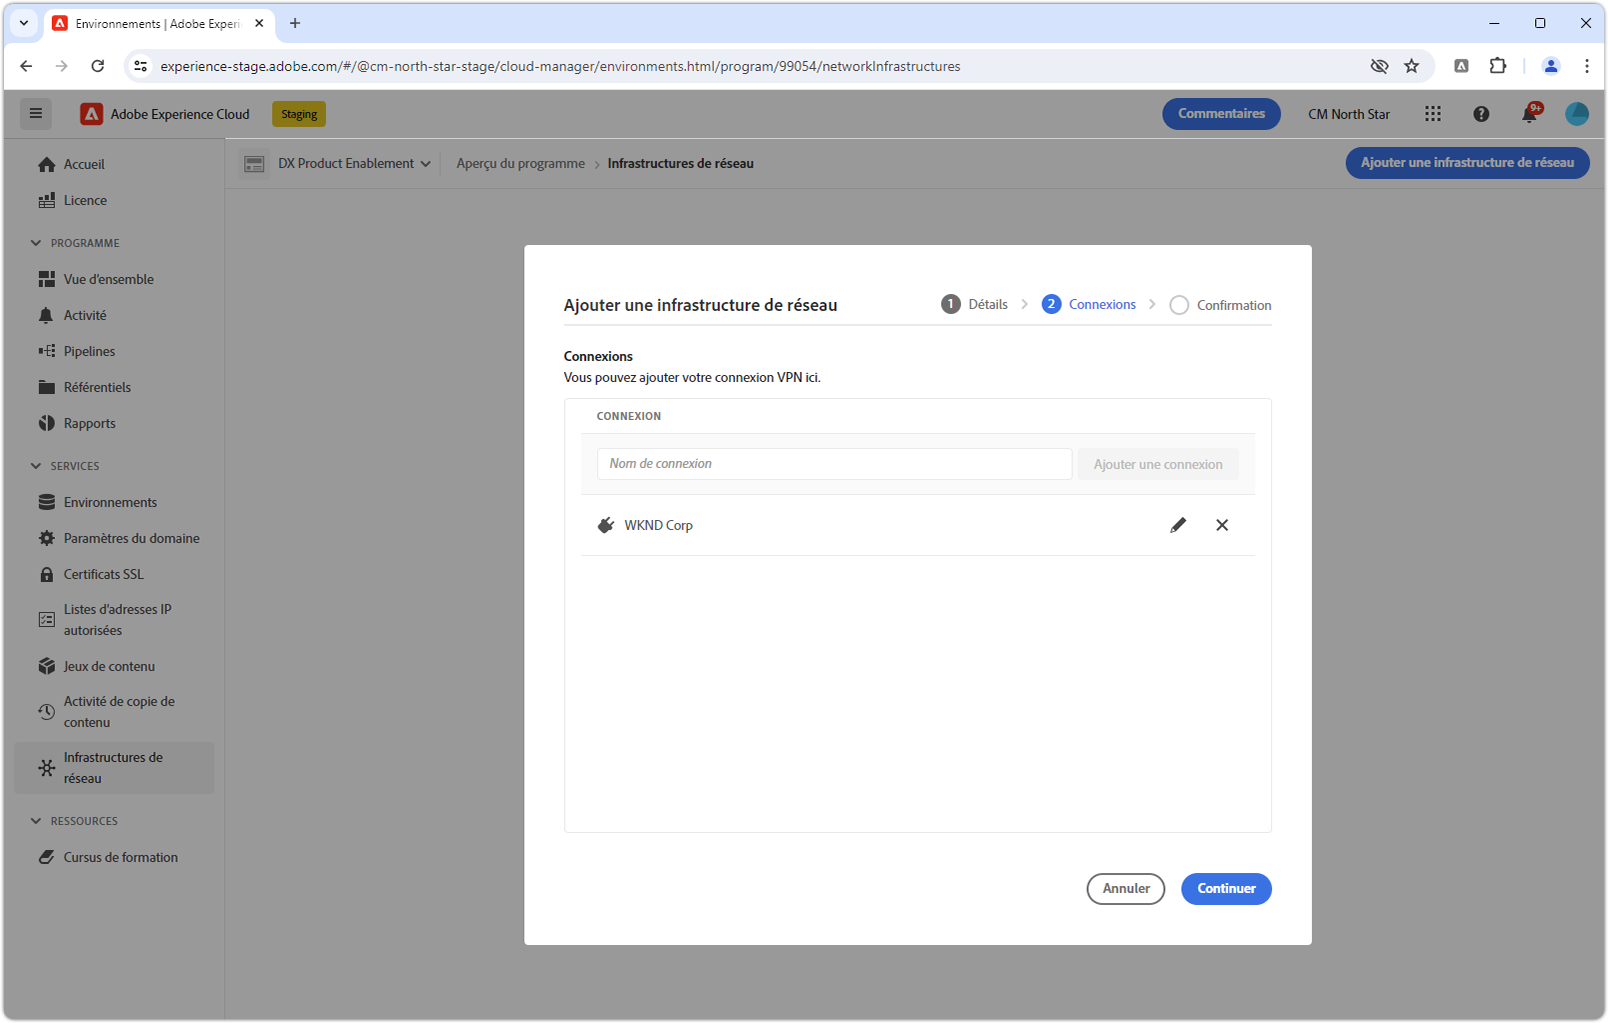 Environnements | Adobe Experi
experience-stage.adobe.com/#/@cm-north-star-stage/cloud-manager/environments.html/program/99054/networkInfrastructures
Adobe Experience Cloud
Staging
Commentaires
CM North Star
9+
Accueil
Licence
PROGRAMME
Vue d'ensemble
Activité
Pipelines
Référentiels
Rapports
SERVICES
Environnements
Paramètres du domaine
Certificats SSL
Listes d'adresses IP
autorisées
Jeux de contenu
Activité de copie de
contenu
Infrastructures de
réseau
RESSOURCES
Cursus de formation
DX Product Enablement
Aperçu du programme
Infrastructures de réseau
Ajouter une infrastructure de réseau
Ajouter une infrastructure de réseau
1 Détails
2 Connexions
Confirmation
Connexions
Vous pouvez ajouter votre connexion VPN ici.
CONNEXION
Nom de connexion
Ajouter une connexion
WKND Corp
Annuler
Continuer